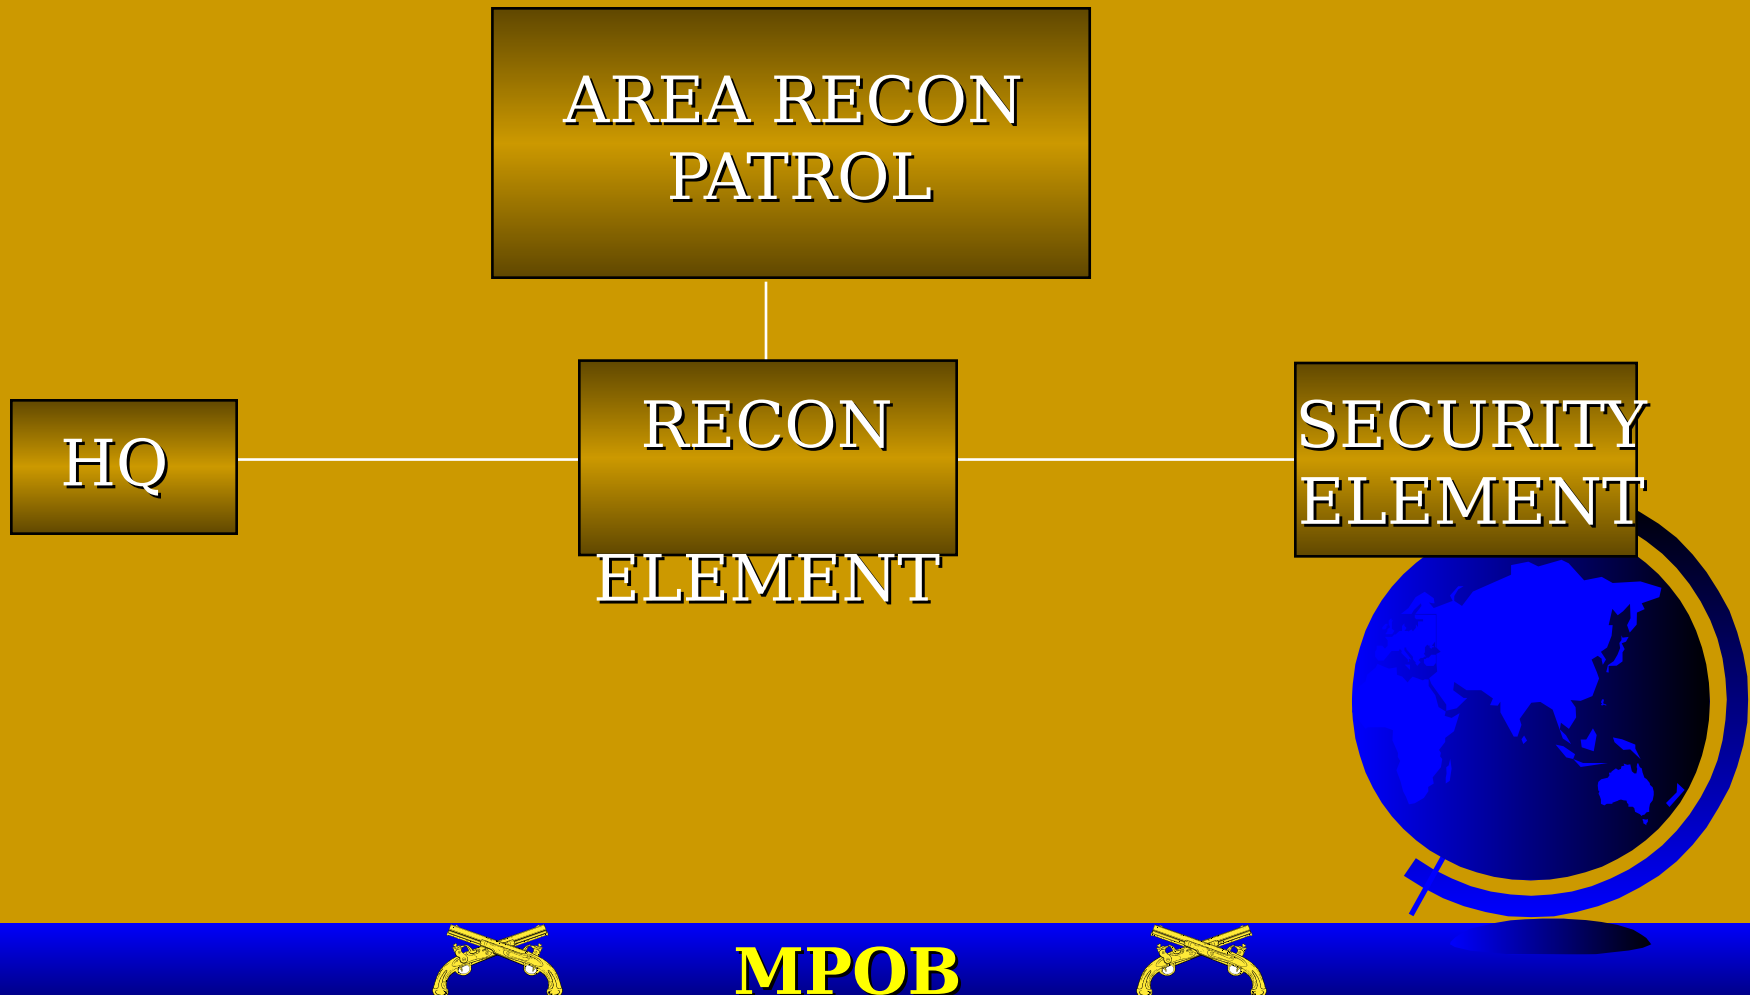 AREA RECON
PATROL
HQ
RECON
ELEMENT
SECURITY
ELEMENT
MPOB